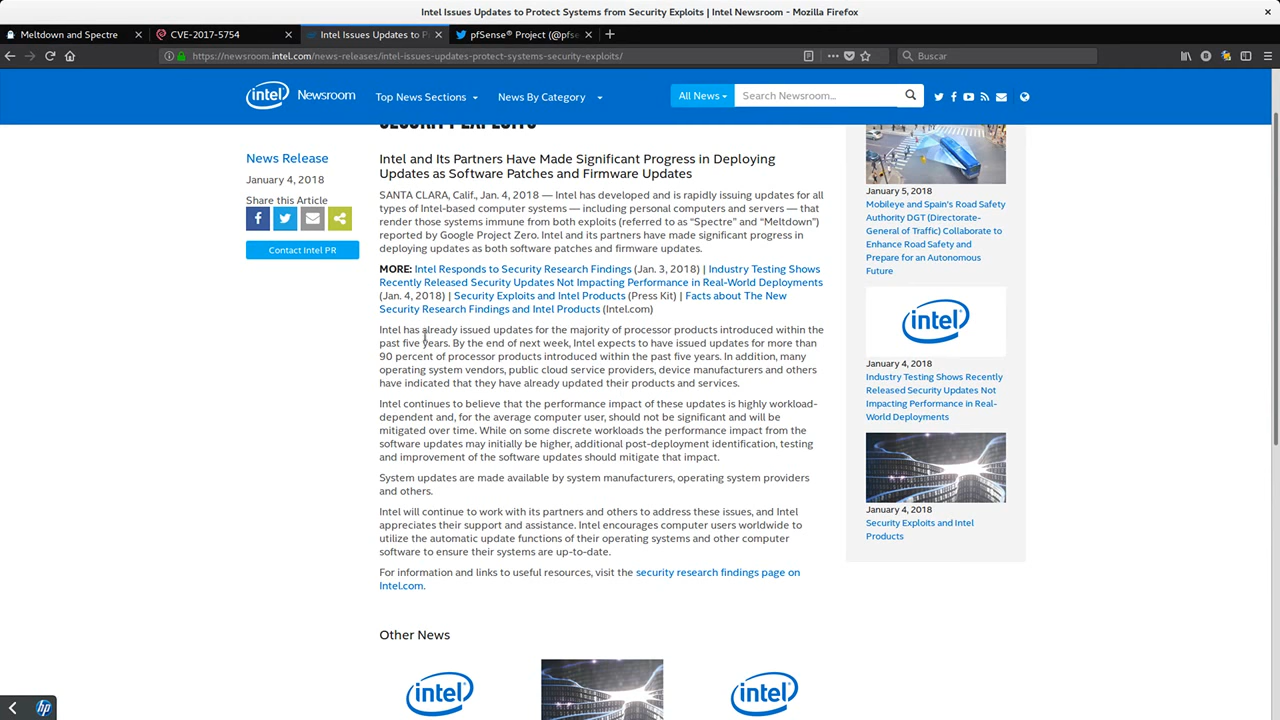 Intel Issues Updates to Protect Systems from Security Exploits | Intel Newsroom - Mozilla Firefox
Meltdown and Spectre
CVE-2017-5754
Intel Issues Updates to P
pfSense® Project (@pfse
https://newsroom.intel.com/news-releases/intel-issues-updates-protect-systems-security-exploits/
Buscar
intel Newsroom
Top News Sections
News By Category
All News
Search Newsroom...
SECURITY EXPLOITS
News Release
January 4, 2018
Share this Article
Contact Intel PR
Intel and Its Partners Have Made Significant Progress in Deploying
Updates as Software Patches and Firmware Updates
SANTA CLARA, Calif., Jan. 4, 2018 — Intel has developed and is rapidly issuing updates for all
types of Intel-based computer systems — including personal computers and servers — that
render those systems immune from both exploits (referred to as “Spectre” and “Meltdown”)
reported by Google Project Zero. Intel and its partners have made significant progress in
deploying updates as both software patches and firmware updates.
MORE: Intel Responds to Security Research Findings (Jan. 3, 2018) | Industry Testing Shows
Recently Released Security Updates Not Impacting Performance in Real-World Deployments
(Jan. 4, 2018) | Security Exploits and Intel Products (Press Kit) | Facts about The New
Security Research Findings and Intel Products (Intel.com)
Intel has already issued updates for the majority of processor products introduced within the
past five years. By the end of next week, Intel expects to have issued updates for more than
90 percent of processor products introduced within the past five years. In addition, many
operating system vendors, public cloud service providers, device manufacturers and others
have indicated that they have already updated their products and services.
Intel continues to believe that the performance impact of these updates is highly workload-
dependent and, for the average computer user, should not be significant and will be
mitigated over time. While on some discrete workloads the performance impact from the
software updates may initially be higher, additional post-deployment identification, testing
and improvement of the software updates should mitigate that impact.
System updates are made available by system manufacturers, operating system providers
and others.
Intel will continue to work with its partners and others to address these issues, and Intel
appreciates their support and assistance. Intel encourages computer users worldwide to
utilize the automatic update functions of their operating systems and other computer
software to ensure their systems are up-to-date.
For information and links to useful resources, visit the security research findings page on
Intel.com.
Other News
intel
intel
January 5, 2018
Mobileye and Spain's Road Safety
Authority DGT (Directorate-
General of Traffic) Collaborate to
Enhance Road Safety and
Prepare for an Autonomous
Future
intel
January 4, 2018
Industry Testing Shows Recently
Released Security Updates Not
Impacting Performance in Real-
World Deployments
January 4, 2018
Security Exploits and Intel
Products
hp